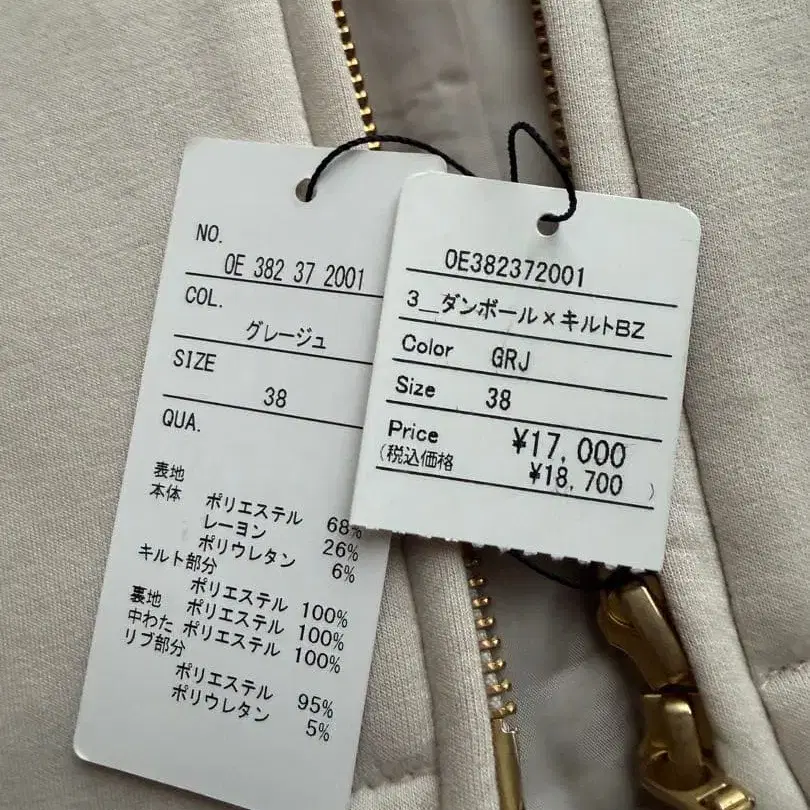 NO.
OE 382 37 2001
COL.
グレージュ
SIZE
38
QUA.
表地
本体 ポリエステル 68%
レーヨン 26%
ポリウレタン 6%
キルト部分
ポリエステル 100%
裏地 ポリエステル 100%
中わた ポリエステル 100%
リブ部分
ポリエステル 95%
ポリウレタン 5%
OE382372001
3_ダンボール×キルトBZ
Color GRJ
Size 38
Price ¥17,000
(税込価格 ¥18,700 )